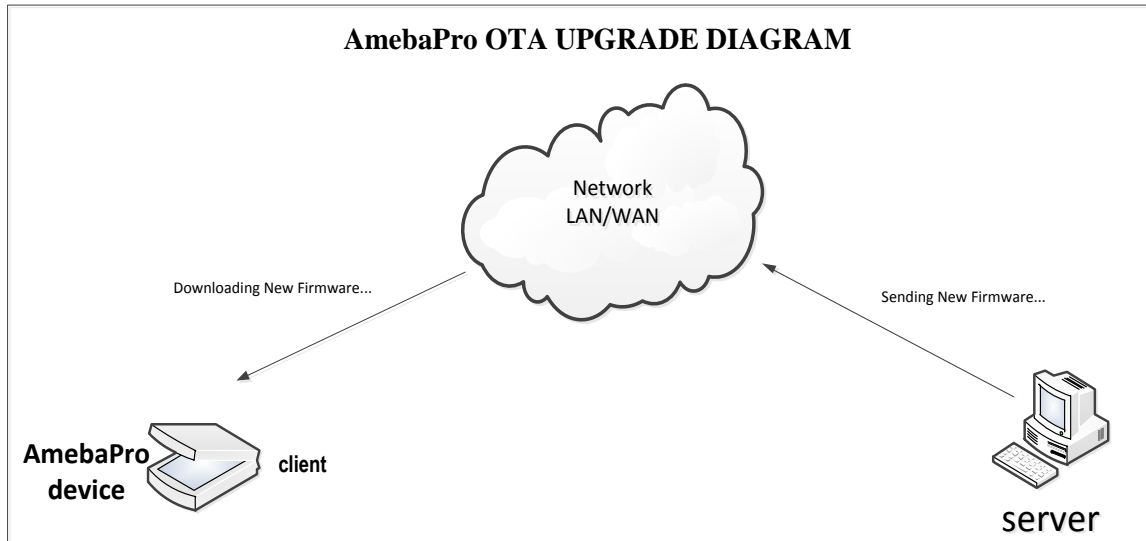 AmebaPro OTA UPGRADE DIAGRAM
Network
LAN/WAN
Downloading New Firmware...
Sending New Firmware...
AmebaPro
device
client
server